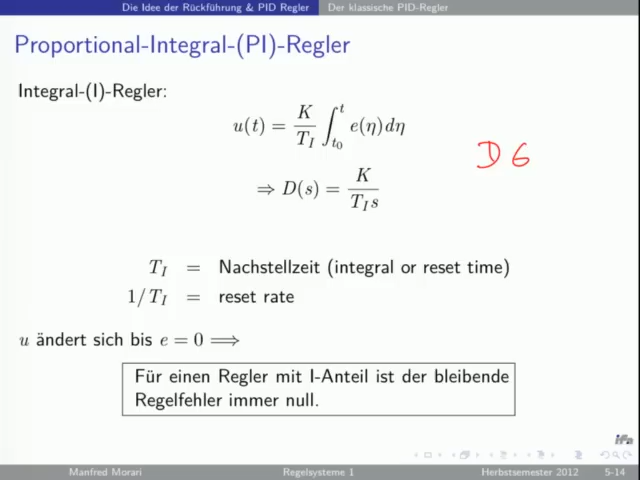 Die Idee der Rückführung & PID Regler Der klassische PID-Regler
Proportional-Integral-(PI)-Regler
Integral-(I)-Regler:
u(t) = K/T_I ∫_{t_0}^{t} e(η)dη
D G
⇒ D(s) = K/(T_I s)
T_I = Nachstellzeit (integral or reset time)
1/T_I = reset rate
u ändert sich bis e = 0 ⟹
Für einen Regler mit I-Anteil ist der bleibende
Regelfehler immer null.
ifa
Manfred Morari Regelsysteme 1 Herbstsemester 2012 5-14